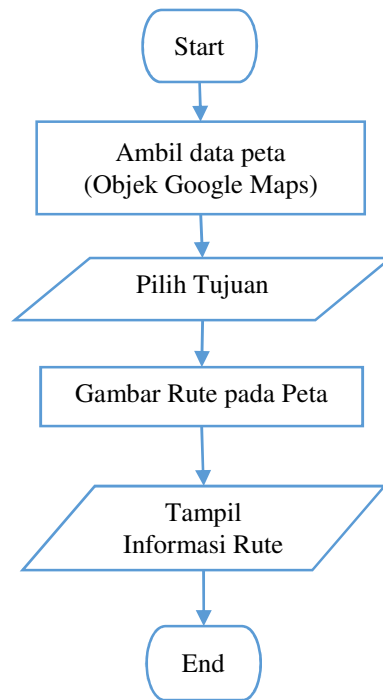 Start
Ambil data peta
(Objek Google Maps)
Pilih Tujuan
Gambar Rute pada Peta
Tampil
Informasi Rute
End